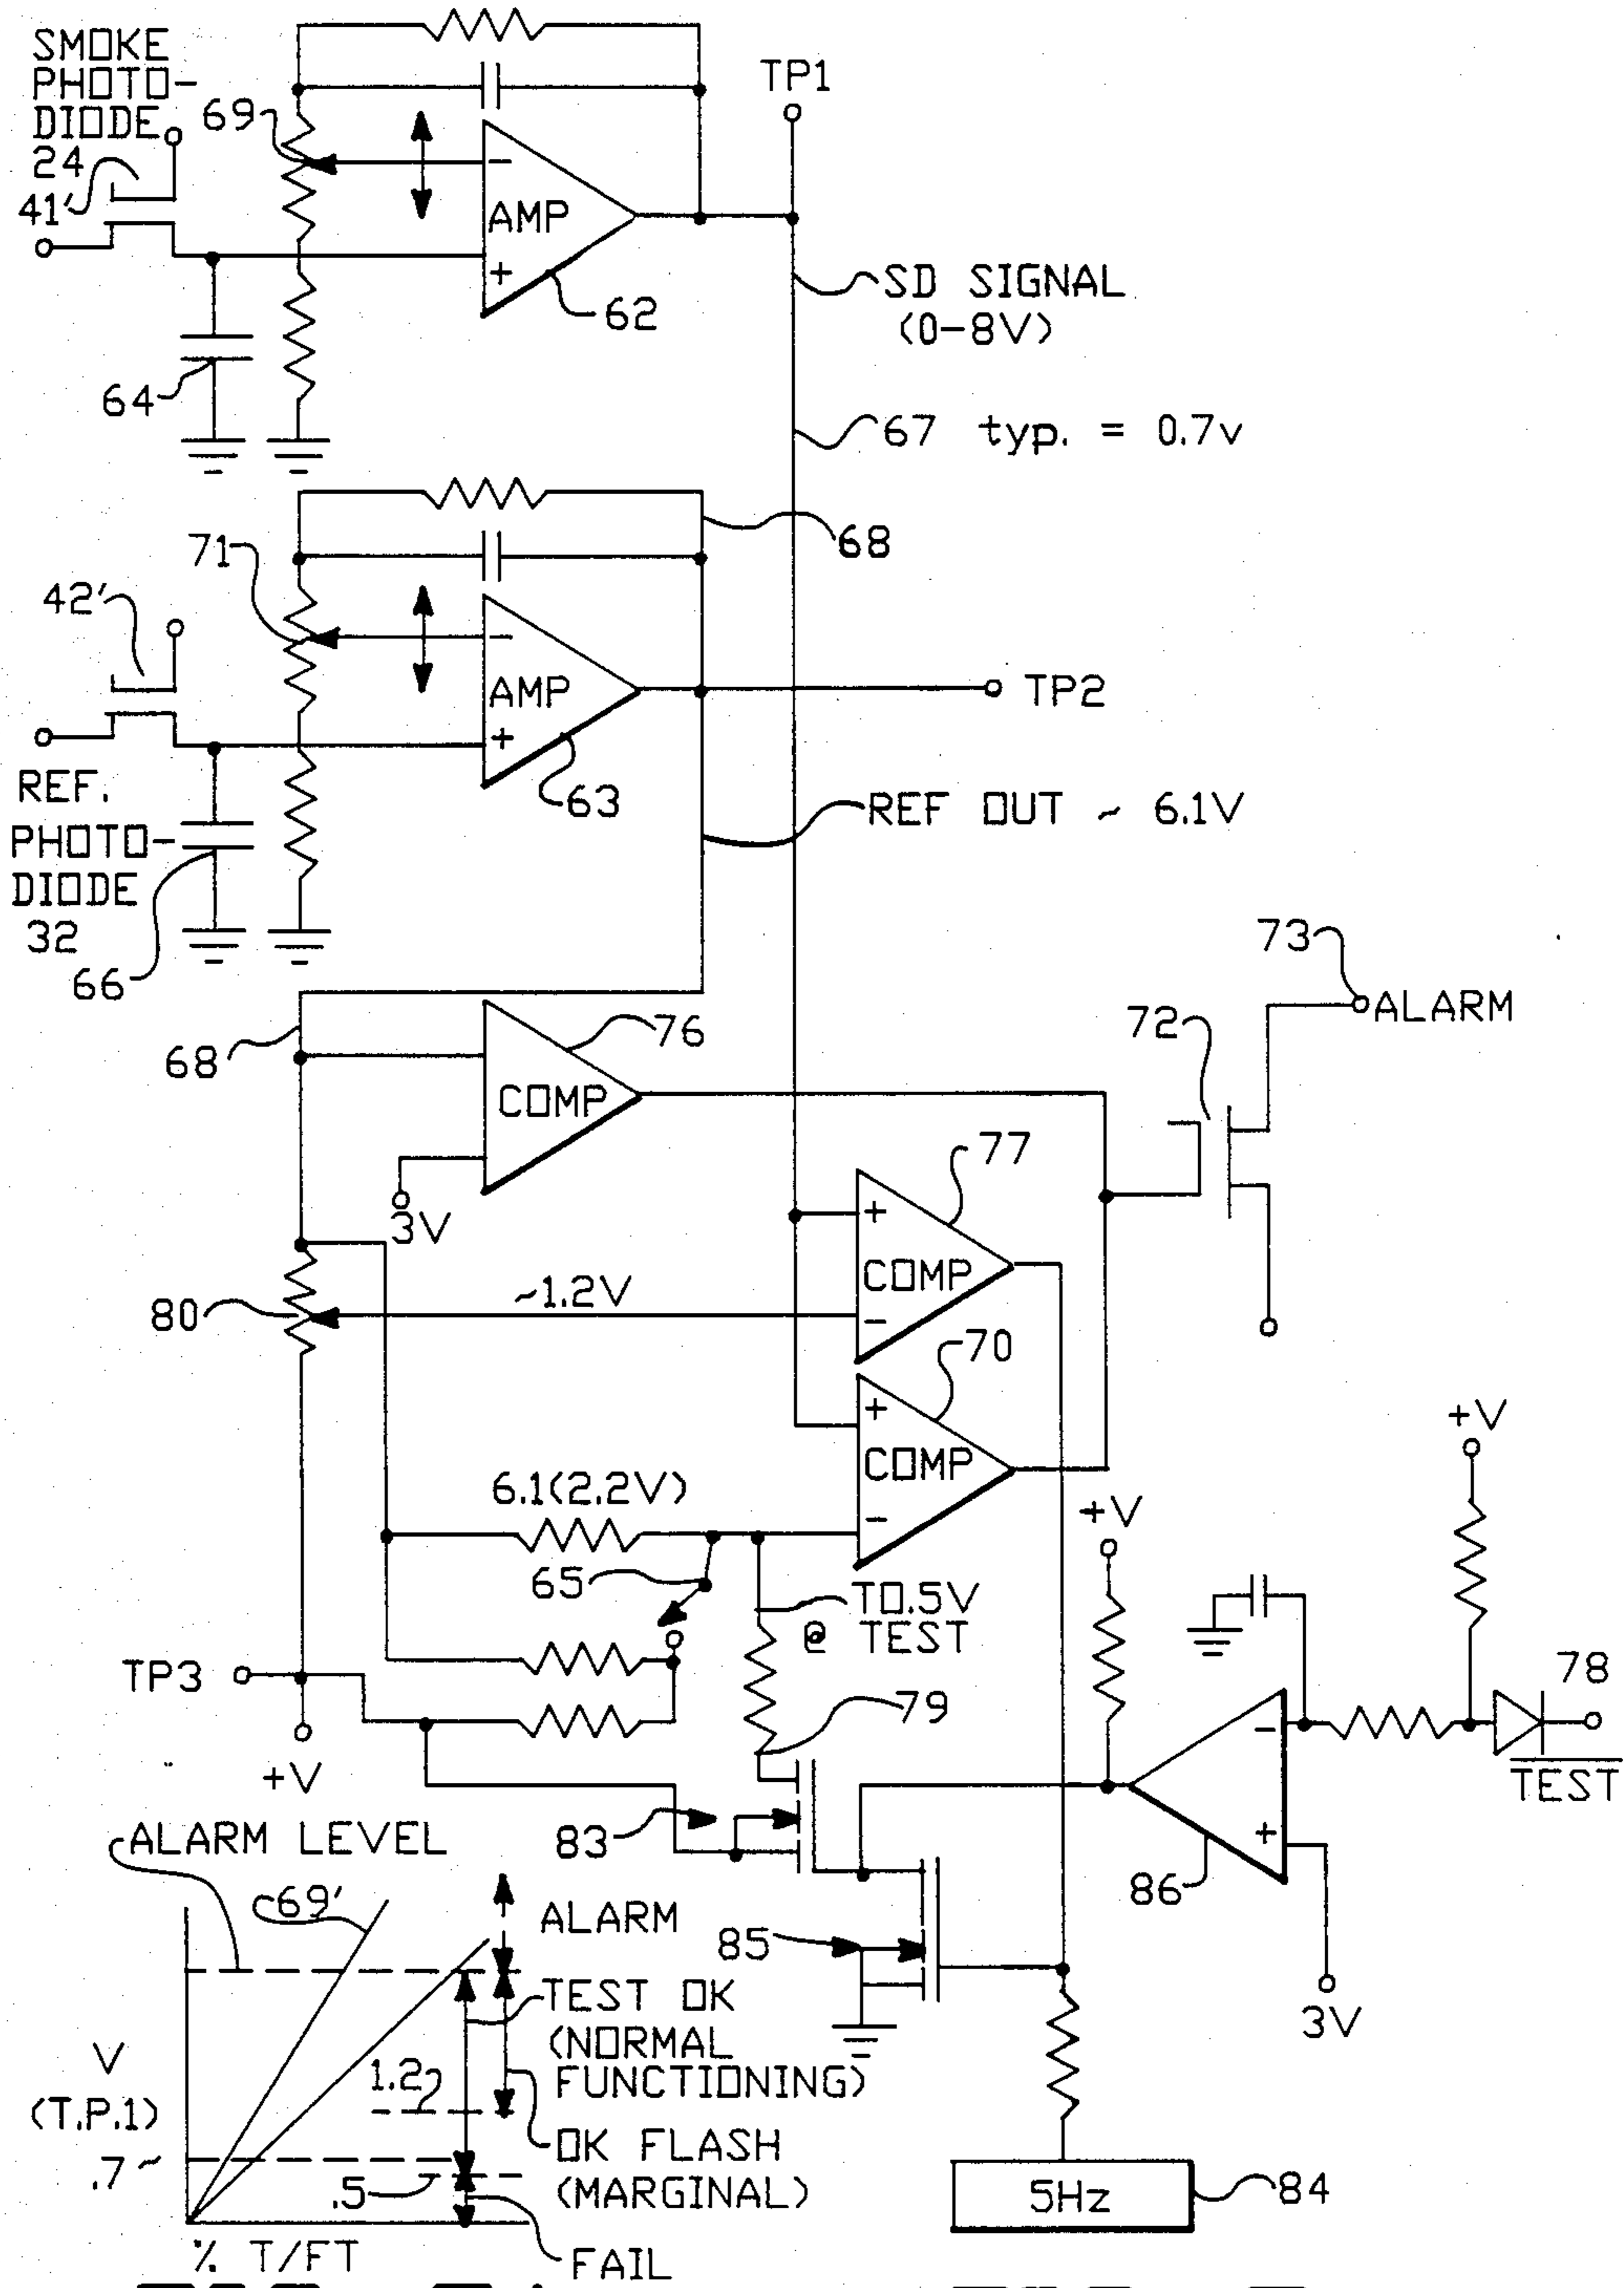 SMOKE
PHOTO-
DIODE
24
41'
69
AMP
-
+
62
64
TP1
SD SIGNAL
(0-8V)
67 typ. = 0.7v
68
71
42'
AMP
-
+
63
TP2
REF.
PHOTO-
DIODE
32
66
REF OUT ~ 6.1V
73
ALARM
72
68
76
COMP
3V
77
+
COMP
-
80
~1.2V
70
+
COMP
-
6.1(2.2V)
65
TO.5V
@ TEST
+V
+V
TP3
+V
79
78
TEST
-
+
86
3V
83
85
ALARM LEVEL
69'
ALARM
TEST OK
(NORMAL
FUNCTIONING)
1.2
V
(T.P.1)
OK FLASH
(MARGINAL)
.7
.5
FAIL
% T/FT
5Hz
84